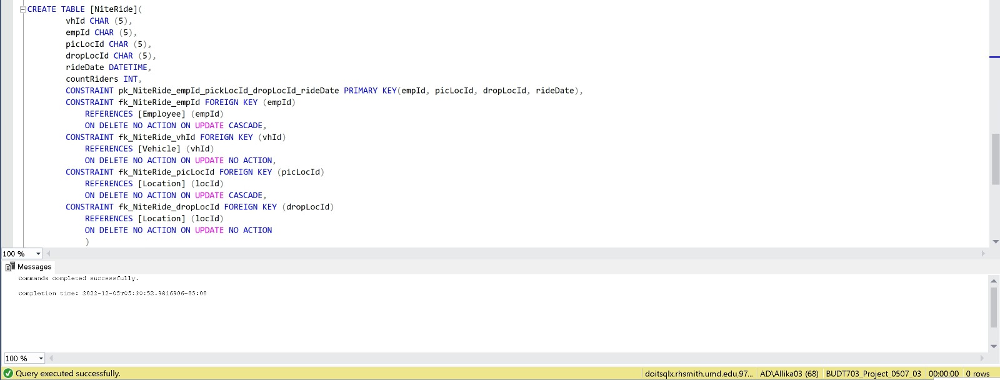 CREATE TABLE [NiteRide](
vhId CHAR (5),
empId CHAR (5),
picLocId CHAR (5),
dropLocId CHAR (5),
rideDate DATETIME,
countRiders INT,
CONSTRAINT pk_NiteRide_empId_pickLocId_dropLocId_rideDate PRIMARY KEY(empId, picLocId, dropLocId, rideDate),
CONSTRAINT fk_NiteRide_empId FOREIGN KEY (empId)
REFERENCES [Employee] (empId)
ON DELETE NO ACTION ON UPDATE CASCADE,
CONSTRAINT fk_NiteRide_vhId FOREIGN KEY (vhId)
REFERENCES [Vehicle] (vhId)
ON DELETE NO ACTION ON UPDATE NO ACTION,
CONSTRAINT fk_NiteRide_picLocId FOREIGN KEY (picLocId)
REFERENCES [Location] (locId)
ON DELETE NO ACTION ON UPDATE CASCADE,
CONSTRAINT fk_NiteRide_dropLocId FOREIGN KEY (dropLocId)
REFERENCES [Location] (locId)
ON DELETE NO ACTION ON UPDATE NO ACTION
)
100 %
Messages
Commands completed successfully.
Completion time: 2022-12-05T05:30:52.9816906-05:00
100 %
Query executed successfully. doitsqlx.rhsmith.umd.edu,97... AD\Allika03 (68) BUDT703_Project_0507_03 00:00:00 0 rows